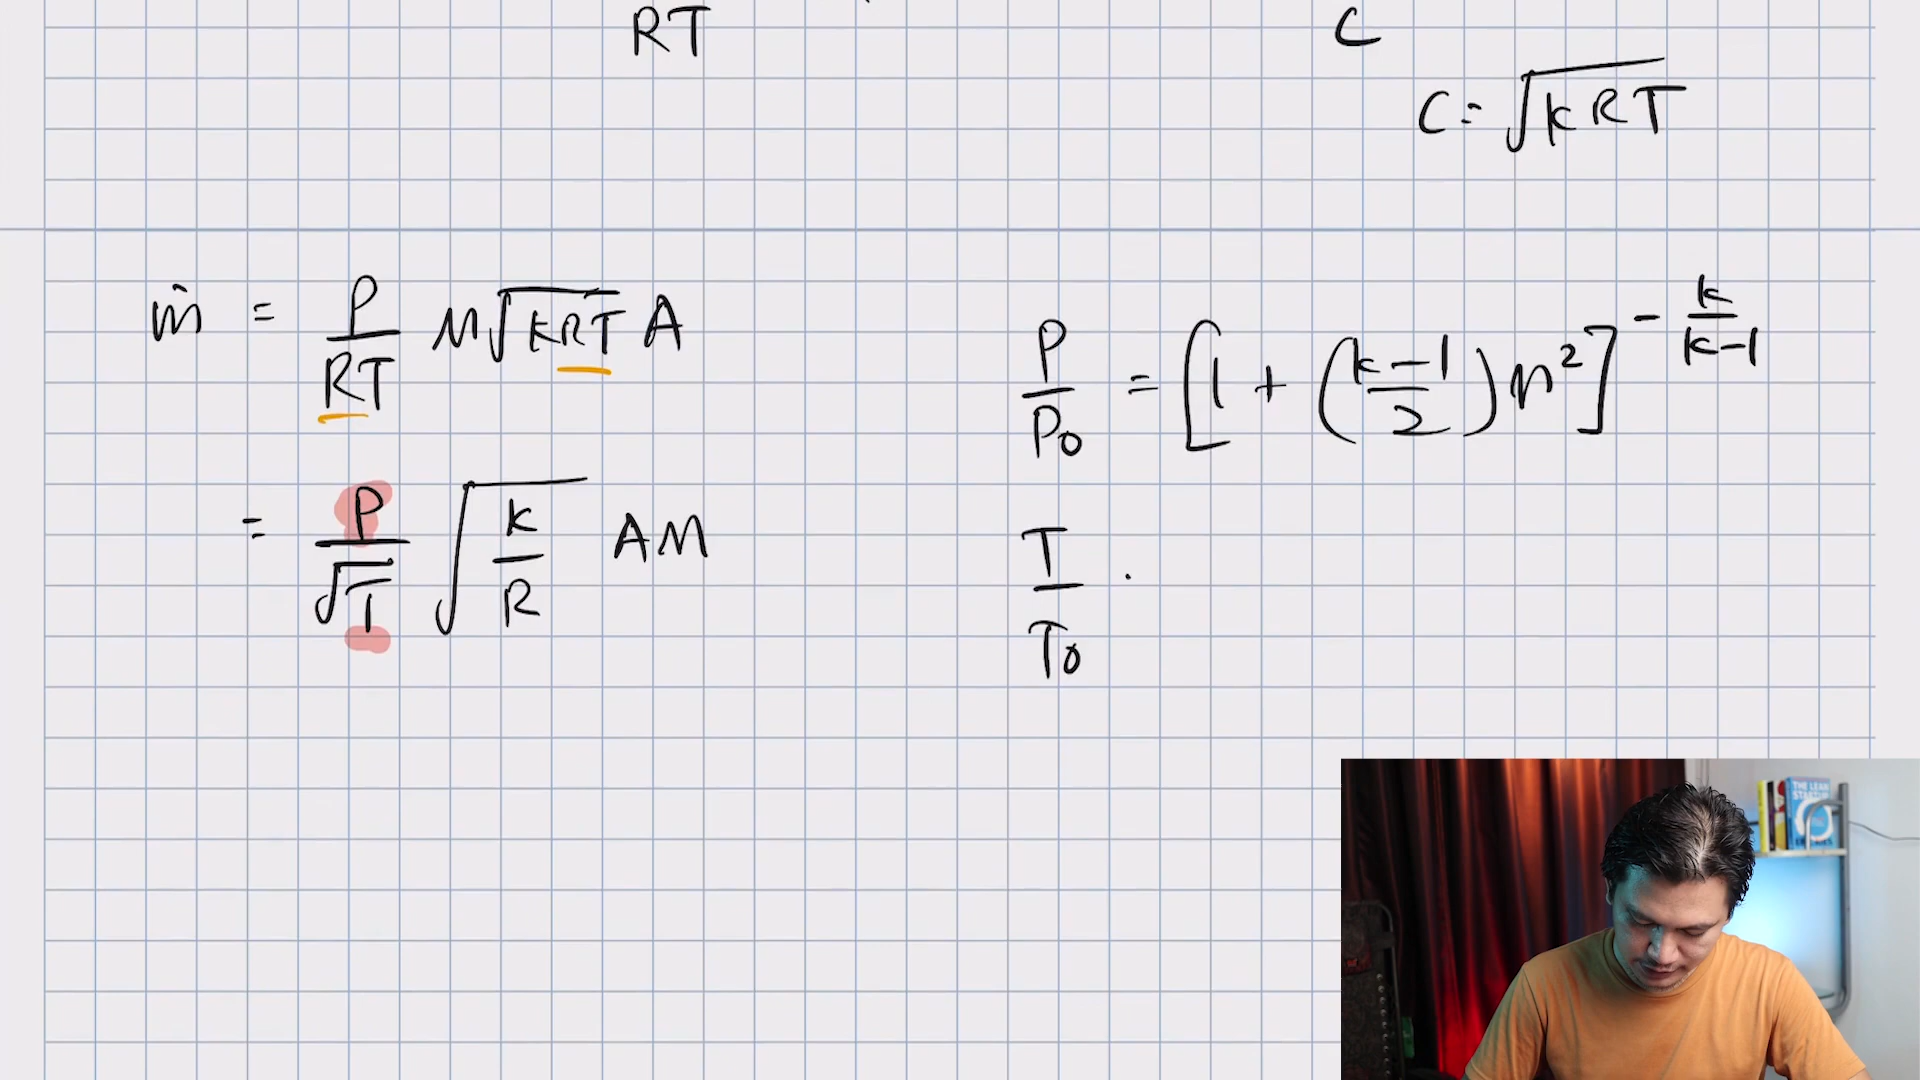 RT
C
C = √kRT
ṁ = P/RT M√KRT A
P/P0 = [1 + (k-1/2)M²]^-k/k-1
= P/√T √K/R AM
T/T0 .
THE LEAN
STARTUP